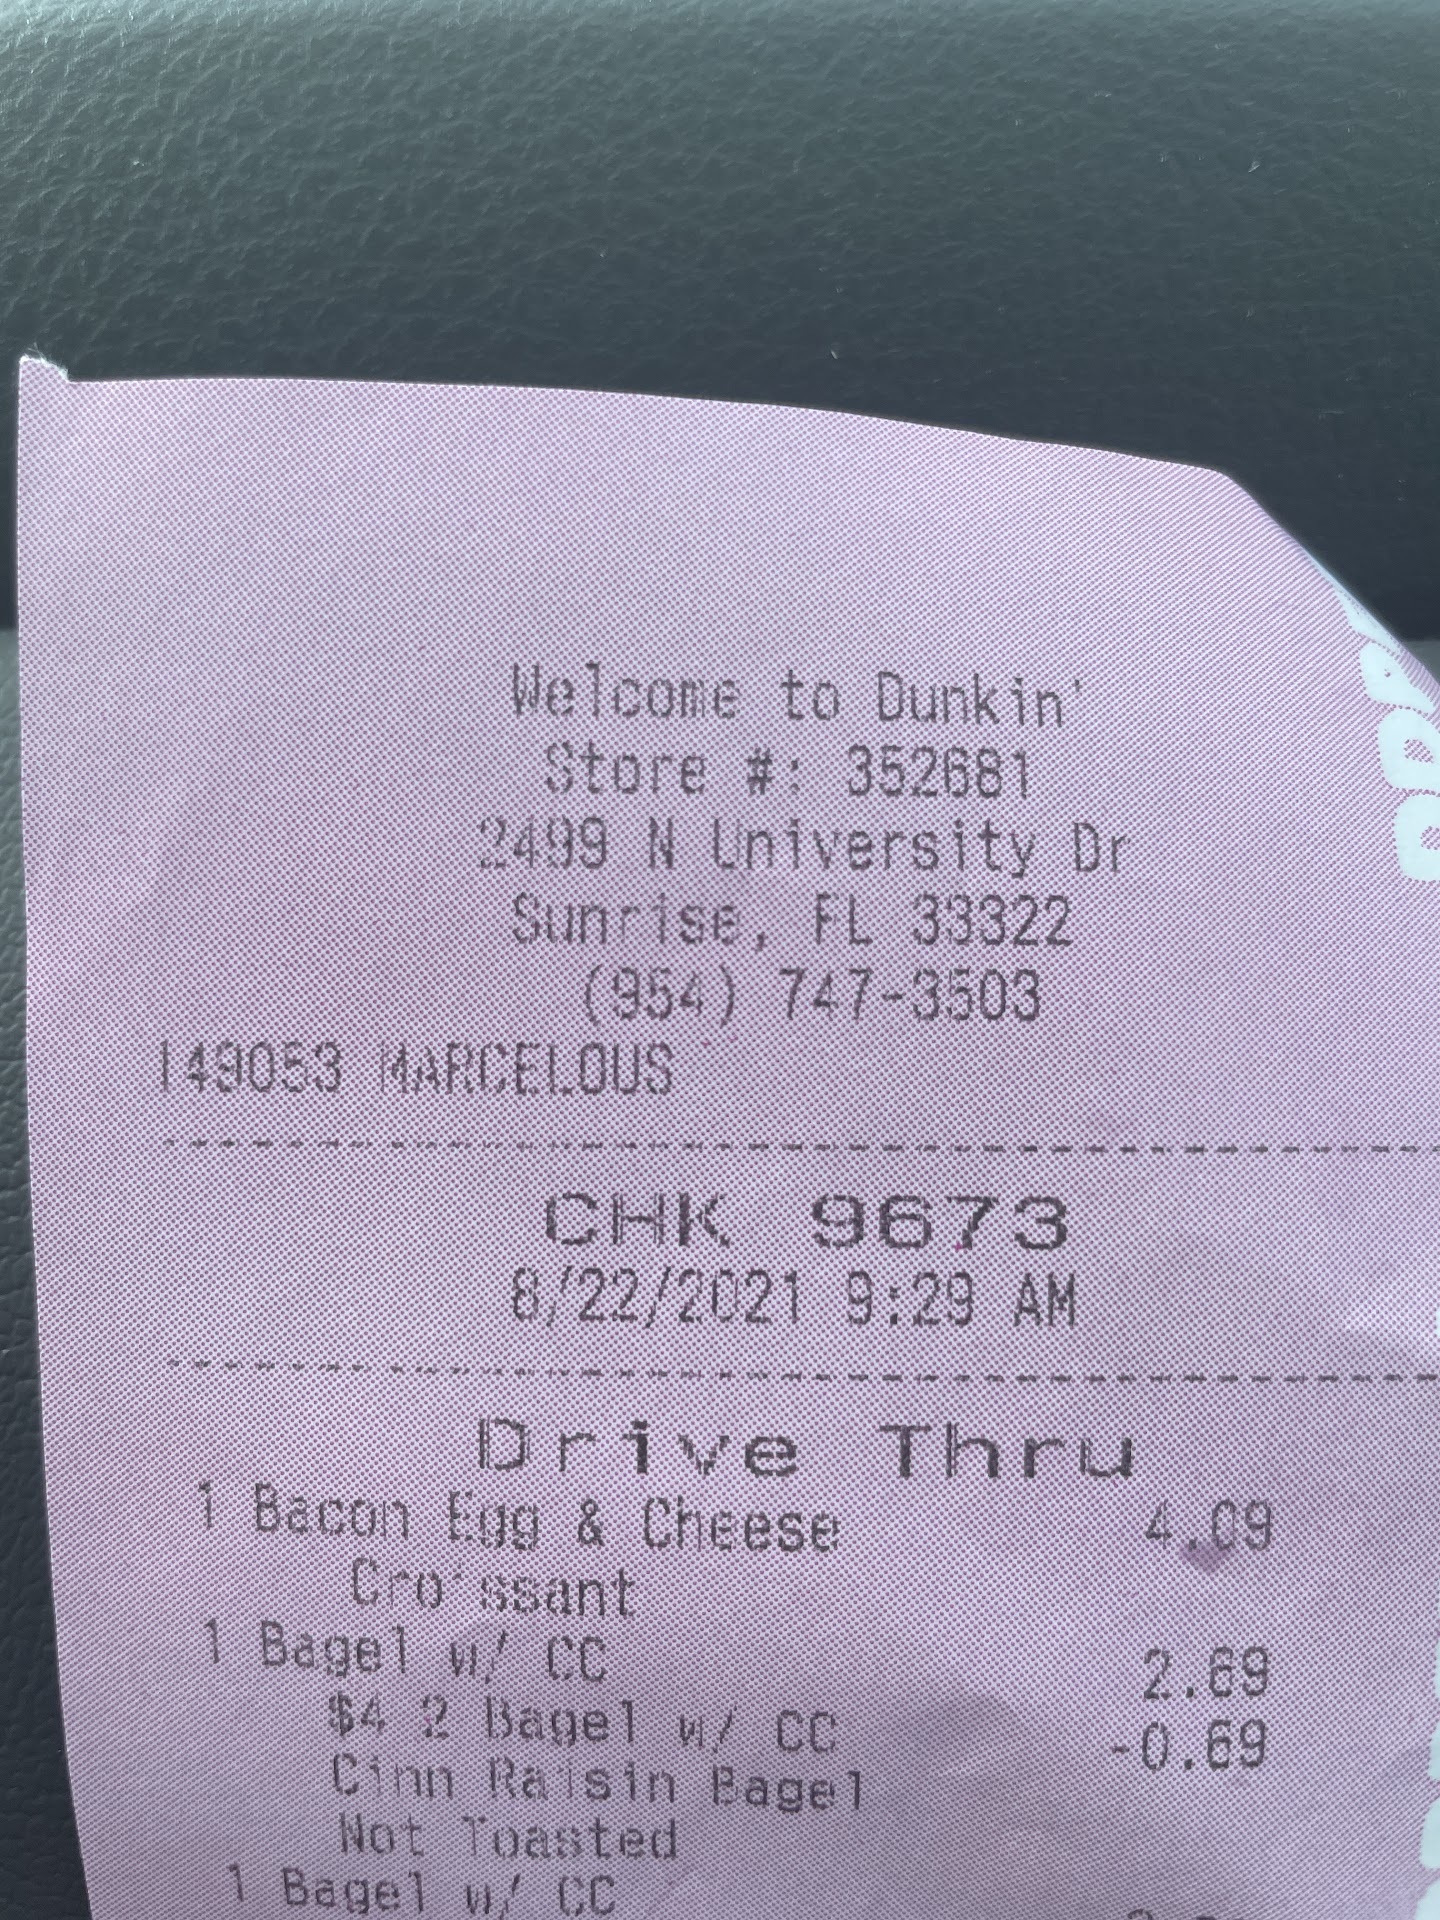 Welcome to Dunkin'
Store #: 352681
2499 N University Dr
Sunrise, FL 33322
(954) 747-3503
149053 MARCELOUS
CHK 9673
8/22/2021 9:29 AM
Drive Thru
1 Bacon Egg & Cheese 4.09
Croissant
1 Bagel w/ CC 2.69
$4 2 Bagel w/ CC -0.69
Cinn Raisin Bagel
Not Toasted
1 Bagel w/ CC